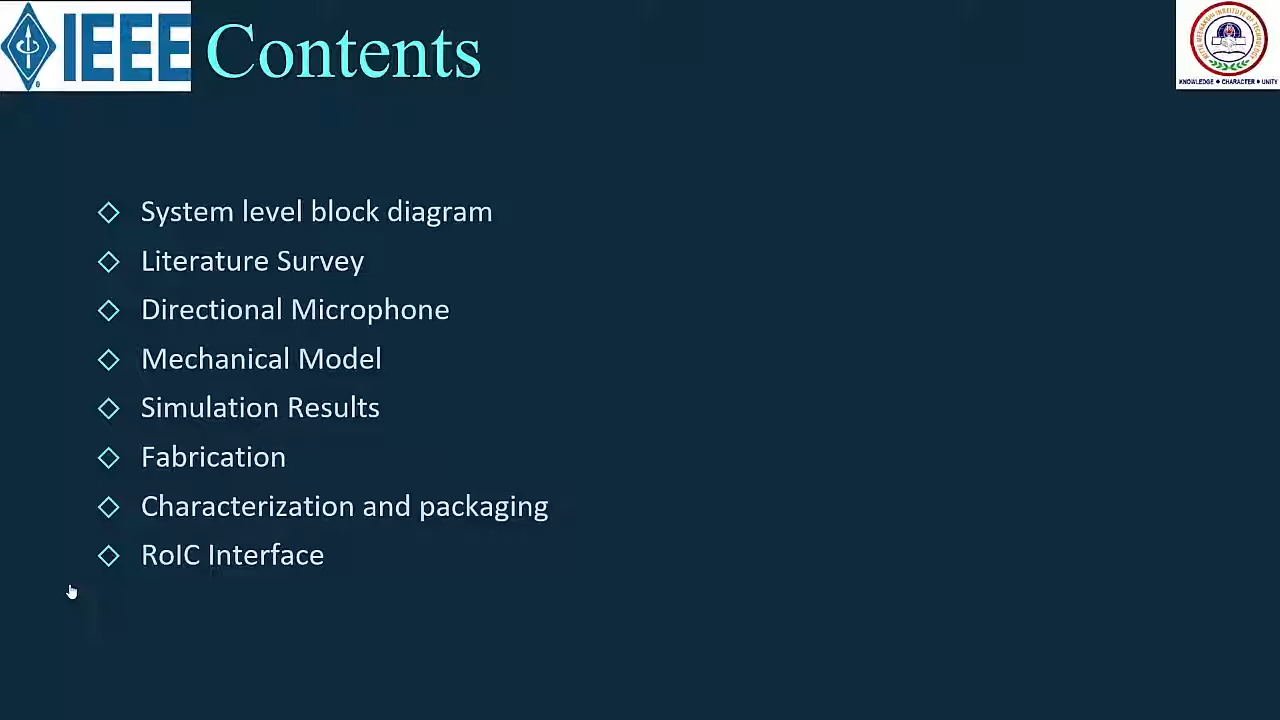 IEEE Contents
KNOWLEDGE • CHARACTER • UNITY
System level block diagram
Literature Survey
Directional Microphone
Mechanical Model
Simulation Results
Fabrication
Characterization and packaging
RoIC Interface